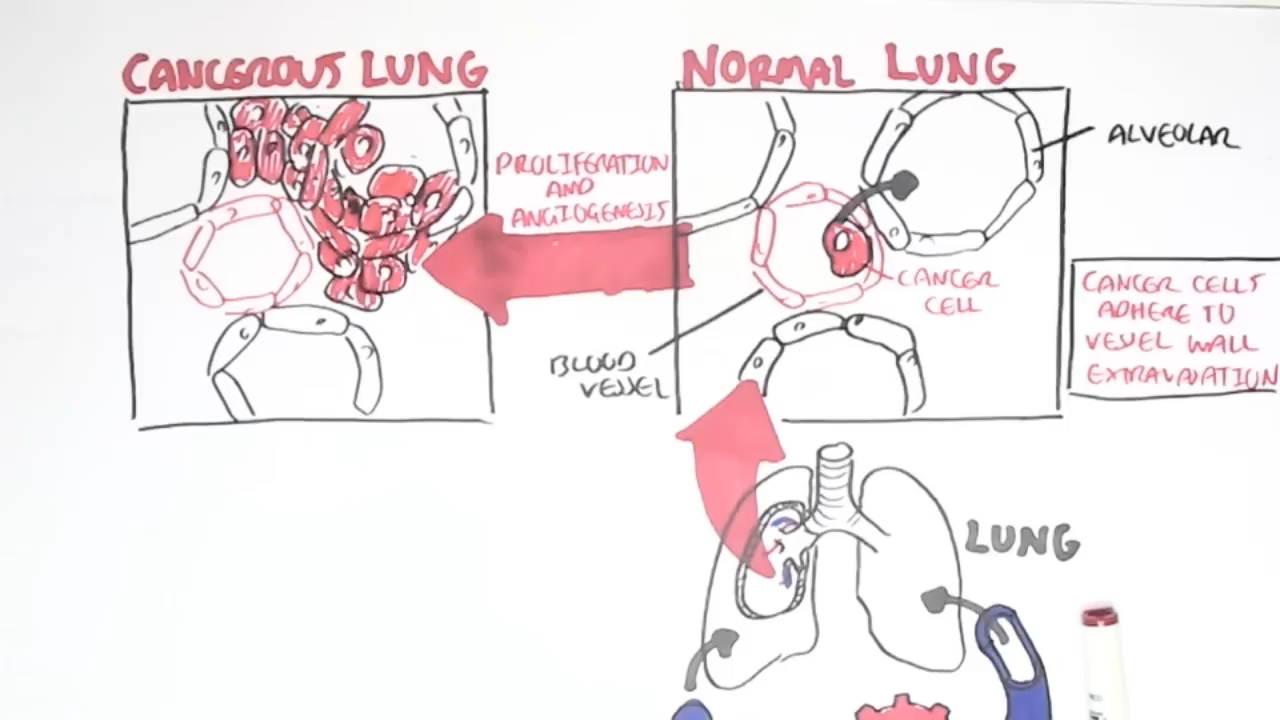 CANCEROUS LUNG
NORMAL LUNG
PROLIFERATION
AND
ANGIOGENESIS
ALVEOLAR
CANCER
CELL
BLOOD
VESSEL
CANCER CELLS
ADHERE TO
VESSEL WALL
EXTRAVASATION
LUNG